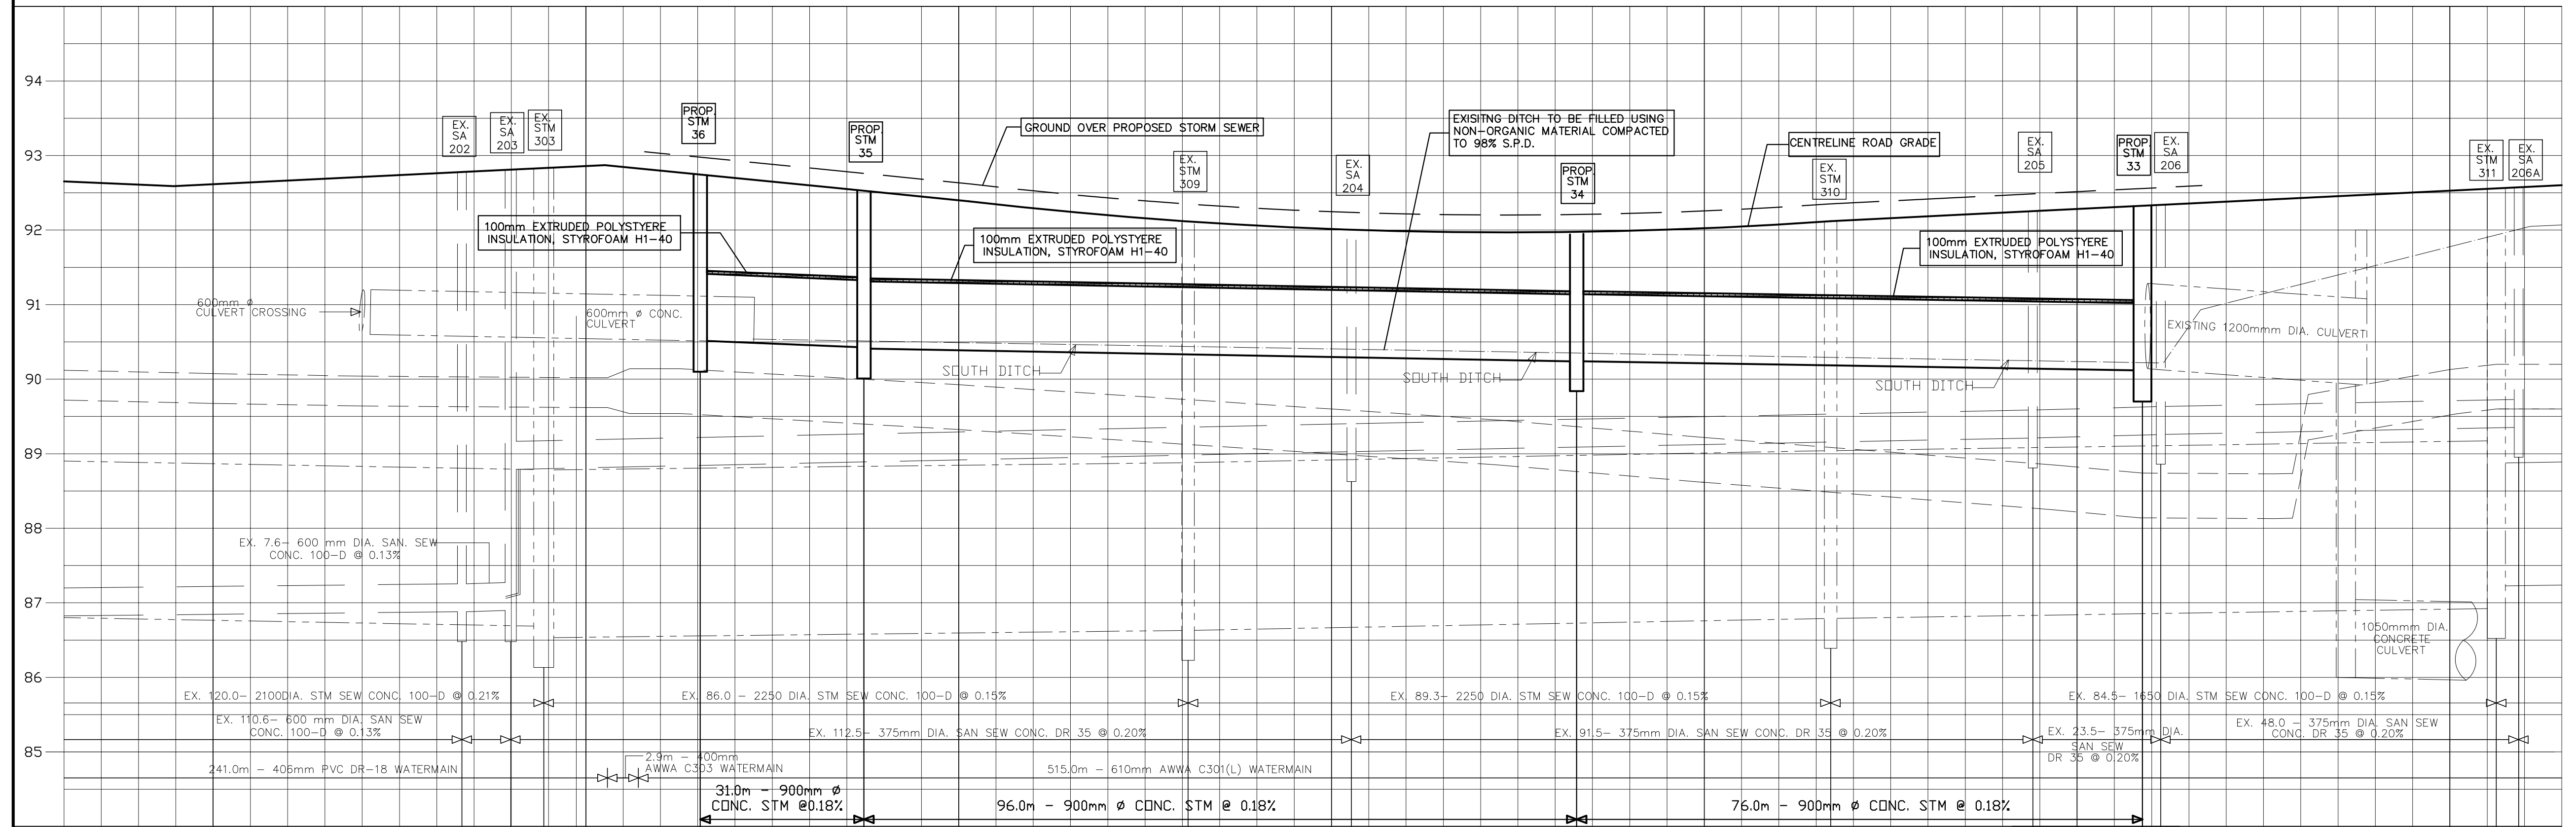 94
93
92
91
90
89
88
87
86
85
EX.
SA
202
EX.
SA
203
EX.
STM
303
PROP.
STM
36
PROP.
STM
35
EX.
STM
309
EX.
SA
204
PROP.
STM
34
EX.
STM
310
EX.
SA
205
PROP.
STM
33
EX.
SA
206
EX.
STM
311
EX.
SA
206A
GROUND OVER PROPOSED STORM SEWER
EXISITNG DITCH TO BE FILLED USING
NON-ORGANIC MATERIAL COMPACTED
TO 98% S.P.D.
CENTRELINE ROAD GRADE
100mm EXTRUDED POLYSTYERE
INSULATION, STYROFOAM H1-40
100mm EXTRUDED POLYSTYERE
INSULATION, STYROFOAM H1-40
100mm EXTRUDED POLYSTYERE
INSULATION, STYROFOAM H1-40
600mm ø
CULVERT CROSSING
600mm ø CONC.
CULVERT
EXISTING 1200mmm DIA. CULVERT
SOUTH DITCH
SOUTH DITCH
SOUTH DITCH
EX. 7.6- 600 mm DIA. SAN. SEW
CONC. 100-D @ 0.13%
1050mmm DIA.
CONCRETE
CULVERT
EX. 120.0- 2100DIA. STM SEW CONC. 100-D @ 0.21%
EX. 86.0 - 2250 DIA. STM SEW CONC. 100-D @ 0.15%
EX. 89.3- 2250 DIA. STM SEW CONC. 100-D @ 0.15%
EX. 84.5- 1650 DIA. STM SEW CONC. 100-D @ 0.15%
EX. 110.6- 600 mm DIA. SAN SEW
CONC. 100-D @ 0.13%
EX. 112.5- 375mm DIA. SAN SEW CONC. DR 35 @ 0.20%
EX. 91.5- 375mm DIA. SAN SEW CONC. DR 35 @ 0.20%
EX. 23.5- 375mm DIA.
SAN SEW
DR 35 @ 0.20%
EX. 48.0 - 375mm DIA. SAN SEW
CONC. DR 35 @ 0.20%
241.0m - 406mm PVC DR-18 WATERMAIN
2.9m - 400mm
AWWA C303 WATERMAIN
515.0m - 610mm AWWA C301(L) WATERMAIN
31.0m - 900mm ø
CONC. STM @0.18%
96.0m - 900mm ø CONC. STM @ 0.18%
76.0m - 900mm ø CONC. STM @ 0.18%